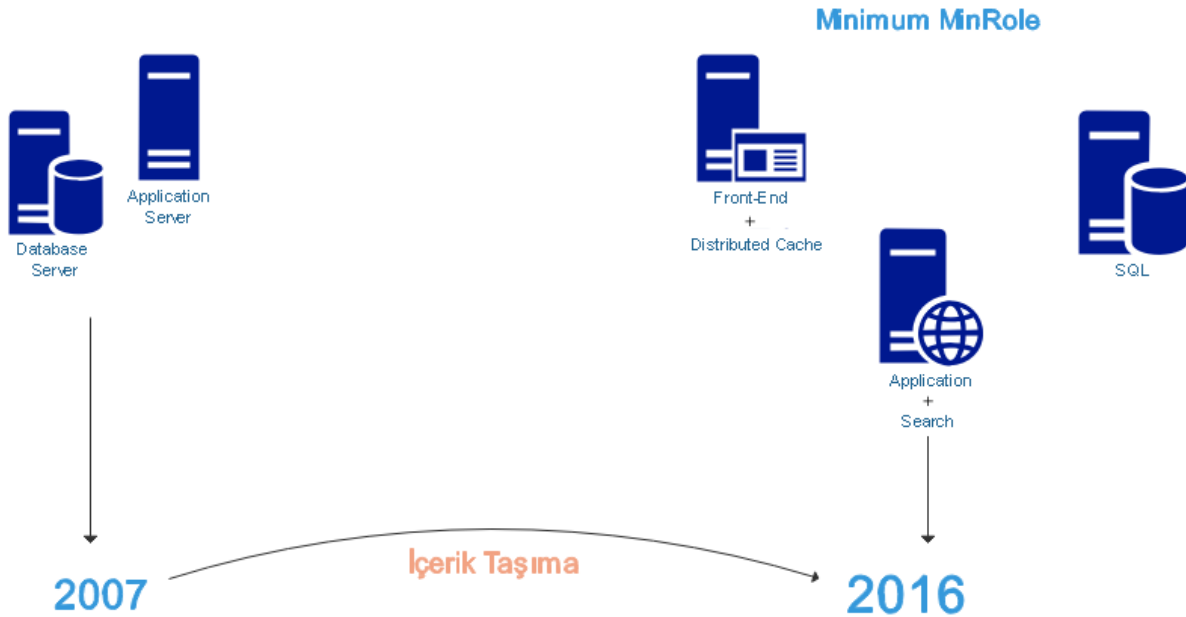 Minimum MinRole
Application
Server
Database
Server
Front-End
+
Distributed Cache
SQL
Application
+
Search
İçerik Taşıma
2007
2016